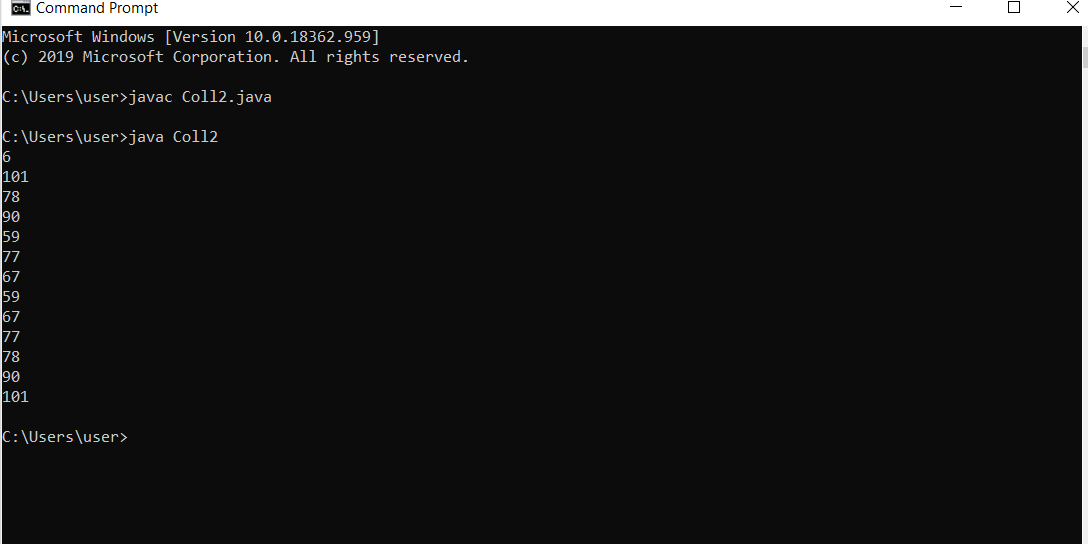 Command Prompt
Microsoft Windows [Version 10.0.18362.959]
(c) 2019 Microsoft Corporation. All rights reserved.
C:\Users\user>javac Coll2.java
C:\Users\user>java Coll2
6
101
78
90
59
77
67
59
67
77
78
90
101
C:\Users\user>